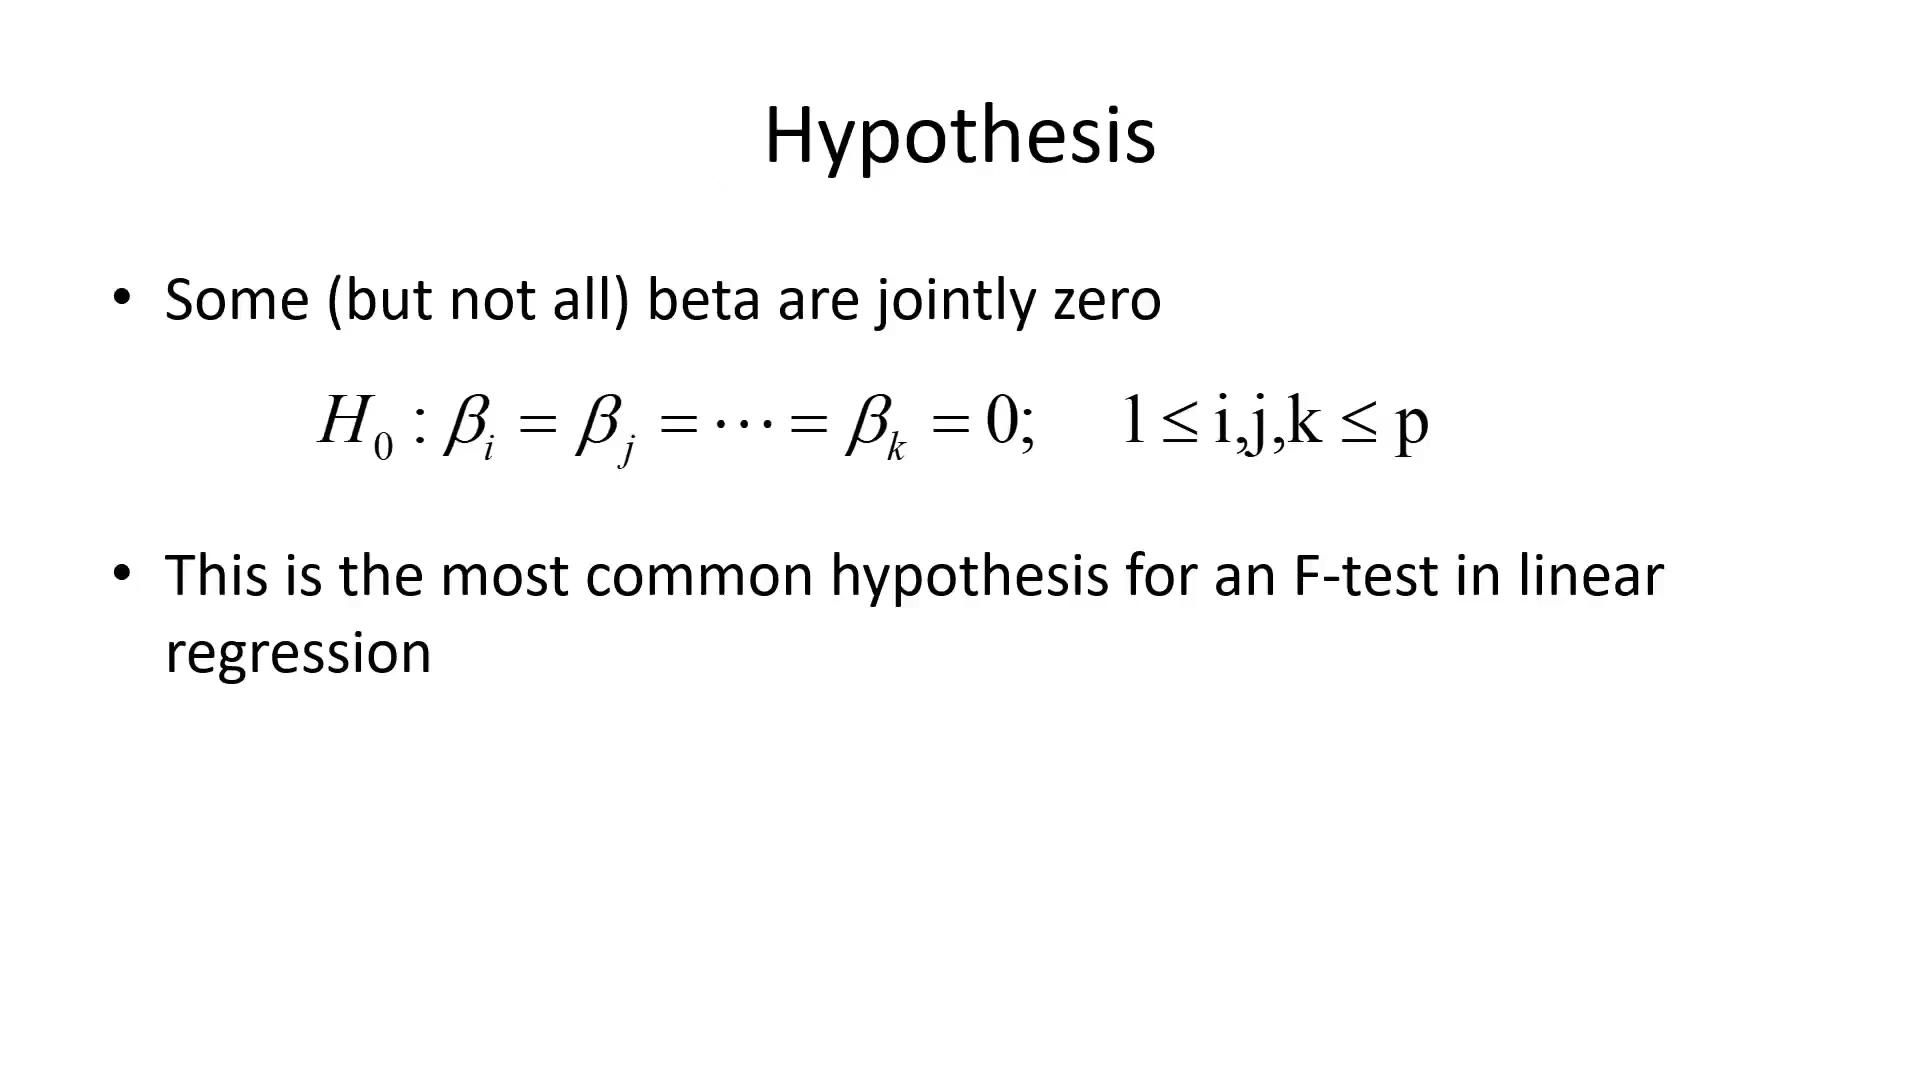 Hypothesis
• Some (but not all) beta are jointly zero
H₀ : βᵢ = βⱼ = ⋯ = βₖ = 0;   1 ≤ i,j,k ≤ p
• This is the most common hypothesis for an F-test in linear
regression